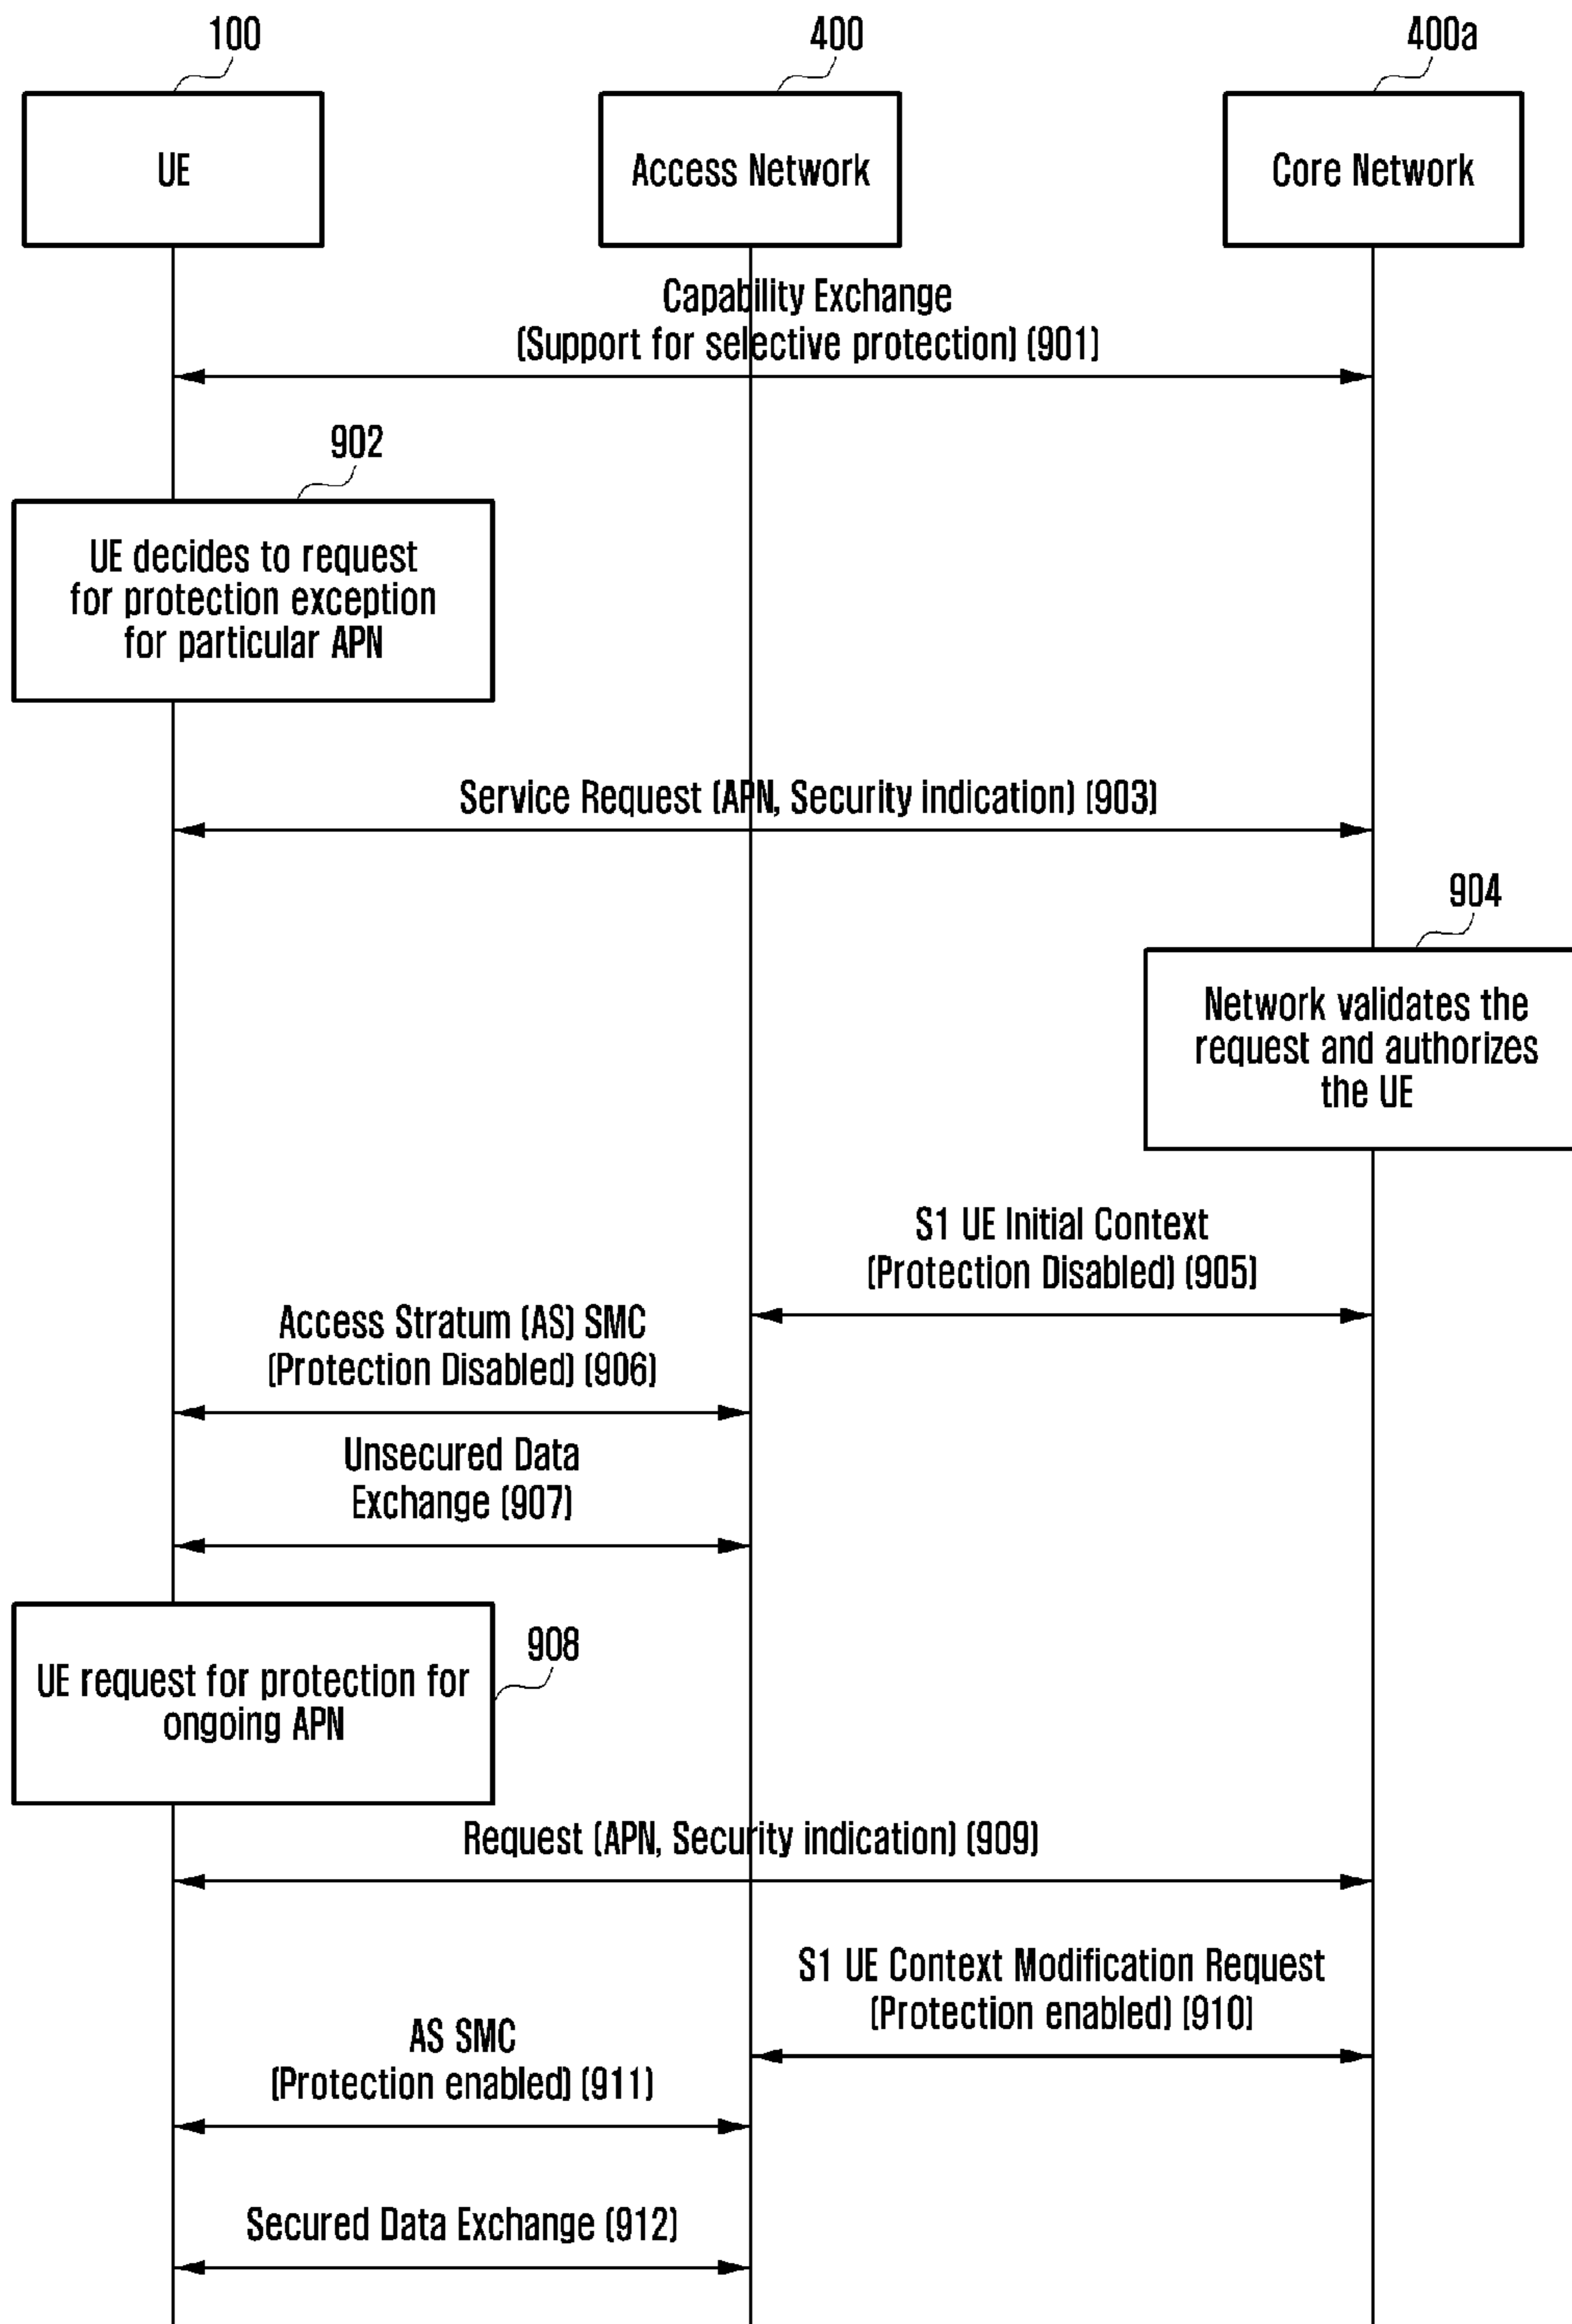 100
400
400a
UE
Access Network
Core Network
Capability Exchange
(Support for selective protection) (901)
902
UE decides to request
for protection exception
for particular APN
Service Request (APN, Security indication) (903)
904
Network validates the
request and authorizes
the UE
S1 UE Initial Context
(Protection Disabled) (905)
Access Stratum (AS) SMC
(Protection Disabled) (906)
Unsecured Data
Exchange (907)
908
UE request for protection for
ongoing APN
Request (APN, Security indication) (909)
S1 UE Context Modification Request
(Protection enabled) (910)
AS SMC
(Protection enabled) (911)
Secured Data Exchange (912)